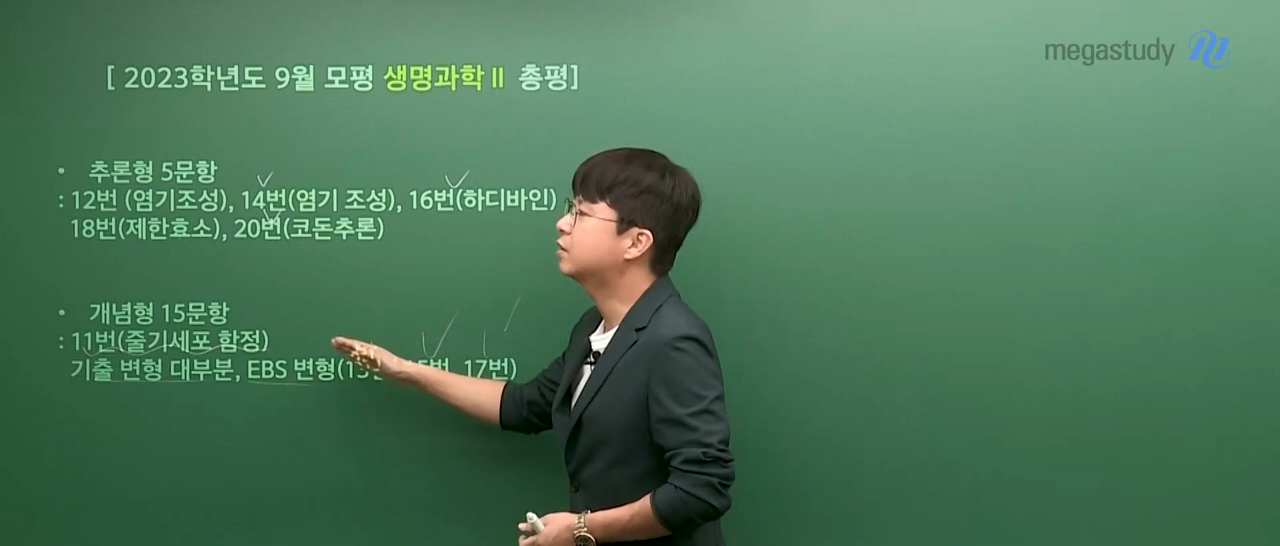 megastudy
[ 2023학년도 9월 모평 생명과학Ⅱ 총평]
• 추론형 5문항
: 12번 (염기조성), 14번(염기 조성), 16번(하디바인)
18번(제한효소), 20번(코돈추론)
• 개념형 15문항
: 11번(줄기세포 함정)
기출 변형 대부분, EBS 변형( 17번)